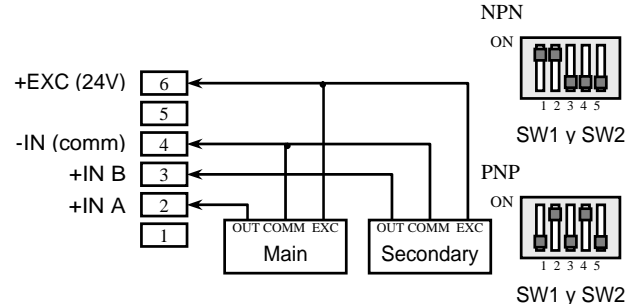 NPN
ON
1 2 3 4 5
SW1 y SW2
+EXC (24V) 6
5
-IN (comm) 4
+IN B 3
+IN A 2
1
OUT COMM EXC
Main
OUT COMM EXC
Secondary
PNP
ON
1 2 3 4 5
SW1 y SW2